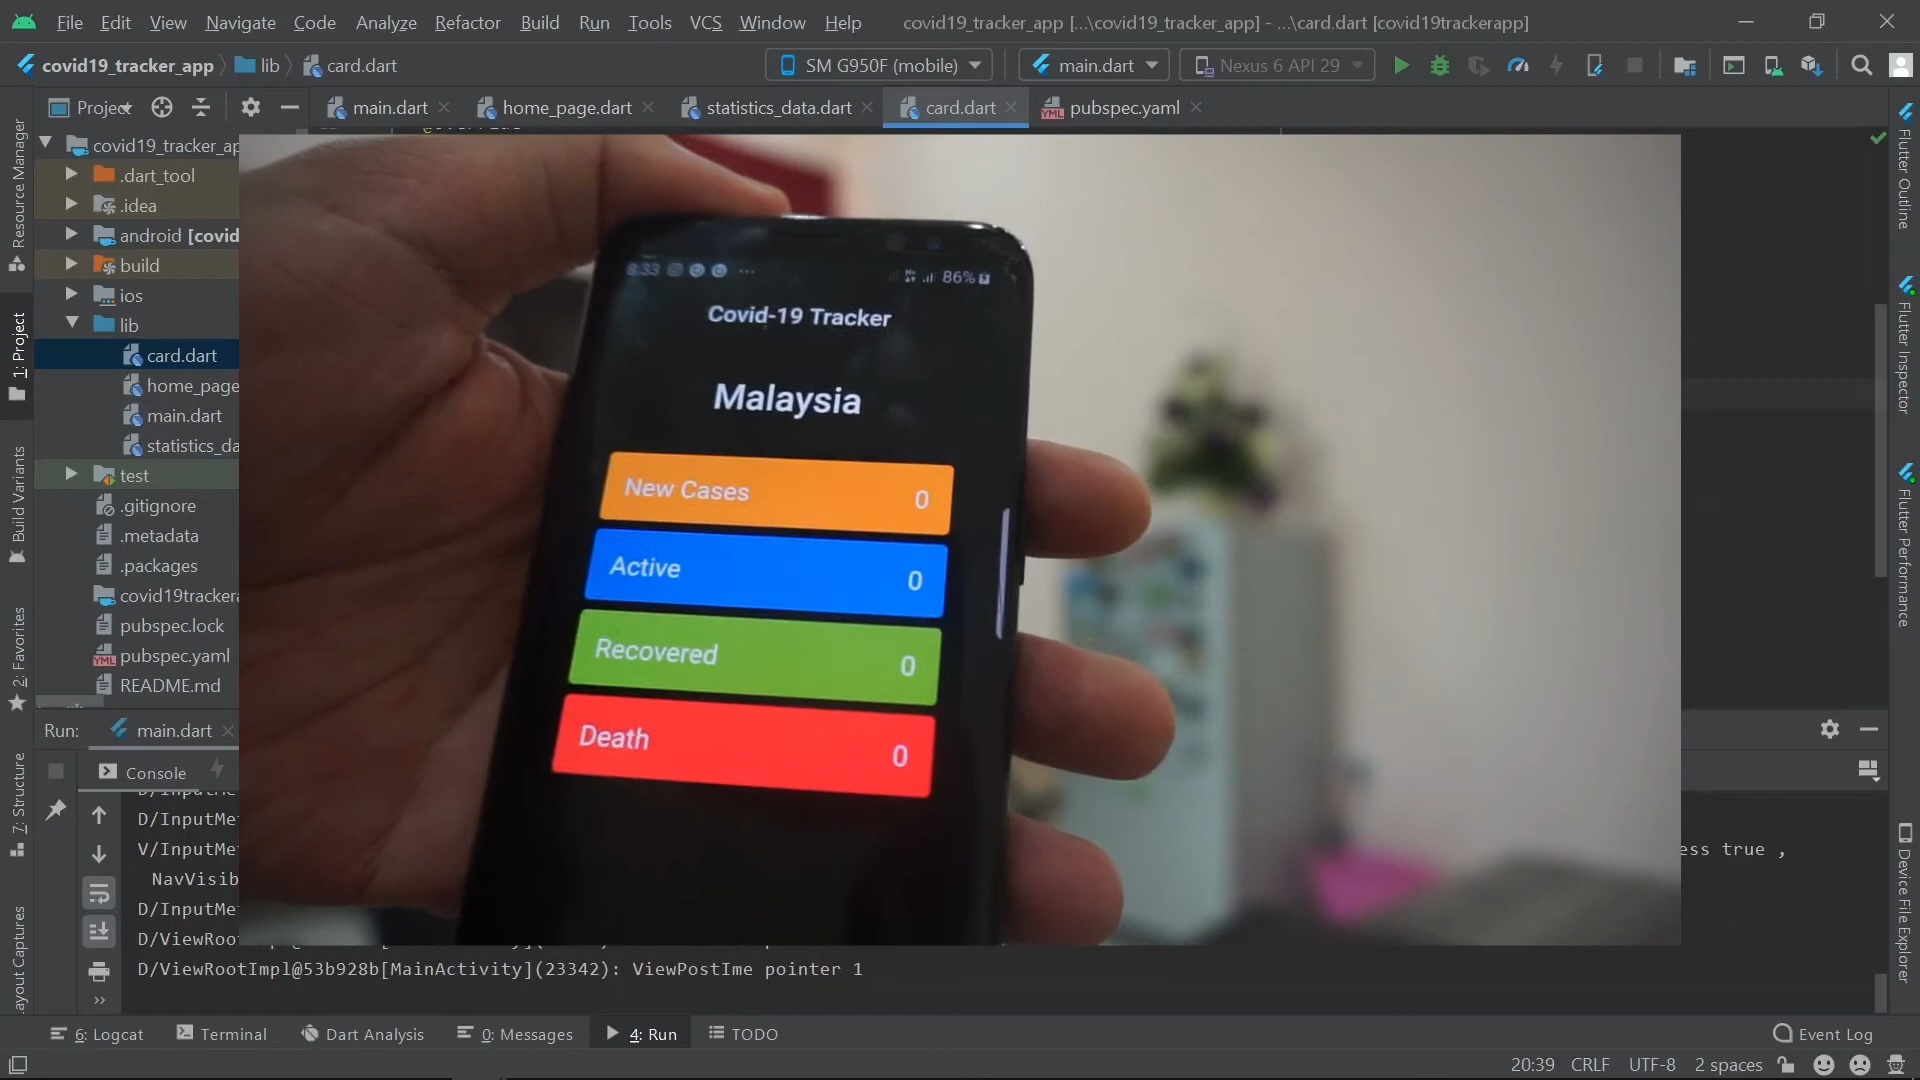 File Edit View Navigate Code Analyze Refactor Build Run Tools VCS Window Help covid19_tracker_app [...\covid19_tracker_app] - ...\card.dart [covid19trackerapp]
covid19_tracker_app lib card.dart SM G950F (mobile) main.dart Nexus 6 API 29
Project main.dart home_page.dart statistics_data.dart card.dart pubspec.yaml
covid19_tracker_ap
.dart_tool
.idea
android [covid
build
ios
lib
card.dart
home_page
main.dart
statistics_da
test
.gitignore
.metadata
.packages
covid19tracker
pubspec.lock
pubspec.yaml
README.md
Resource Manager
1: Project
Build Variants
2: Favorites
7: Structure
ayout Captures
8:33 86%
Covid-19 Tracker
Malaysia
New Cases 0
Active 0
Recovered 0
Death 0
Flutter Outline
Flutter Inspector
Flutter Performance
Device File Explorer
Run: main.dart
Console
D/InputMe
V/InputMe ess true ,
NavVisib
D/InputMe
D/ViewRootImpl@53b928b[MainActivity](23342): ViewPostIme pointer 1
6: Logcat Terminal Dart Analysis 0: Messages 4: Run TODO Event Log
20:39 CRLF UTF-8 2 spaces